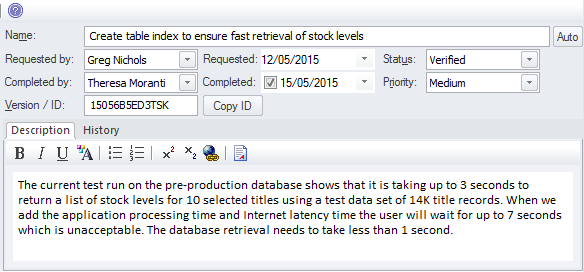 Name: Create table index to ensure fast retrieval of stock levels Auto
Requested by: Greg Nichols Requested: 12/05/2015 Status: Verified
Completed by: Theresa Moranti Completed: 15/05/2015 Priority: Medium
Version / ID: 15056B5ED3TSK Copy ID
Description History
B I U A x² x₂
The current test run on the pre-production database shows that it is taking up to 3 seconds to
return a list of stock levels for 10 selected titles using a test data set of 14K title records. When we
add the application processing time and Internet latency time the user will wait for up to 7 seconds
which is unacceptable. The database retrieval needs to take less than 1 second.